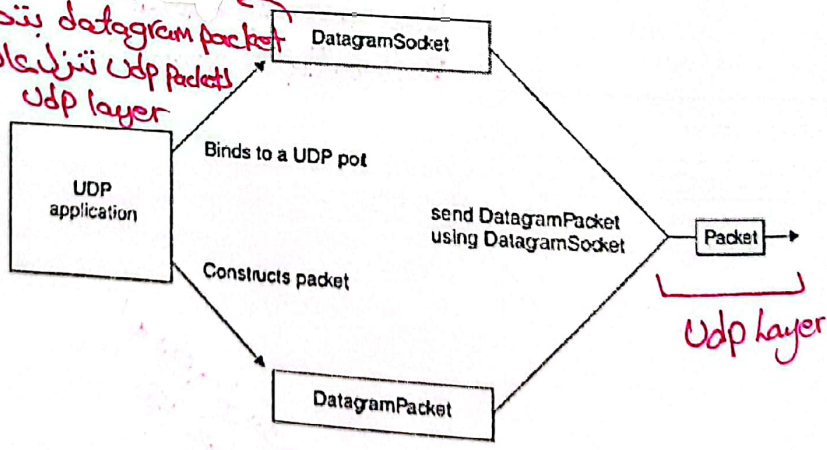 datagram packet
تنزل Udp Packets
Udp layer
DatagramSocket
Binds to a UDP pot
UDP
application
send DatagramPacket
using DatagramSocket
Packet
Constructs packet
Udp Layer
DatagramPacket